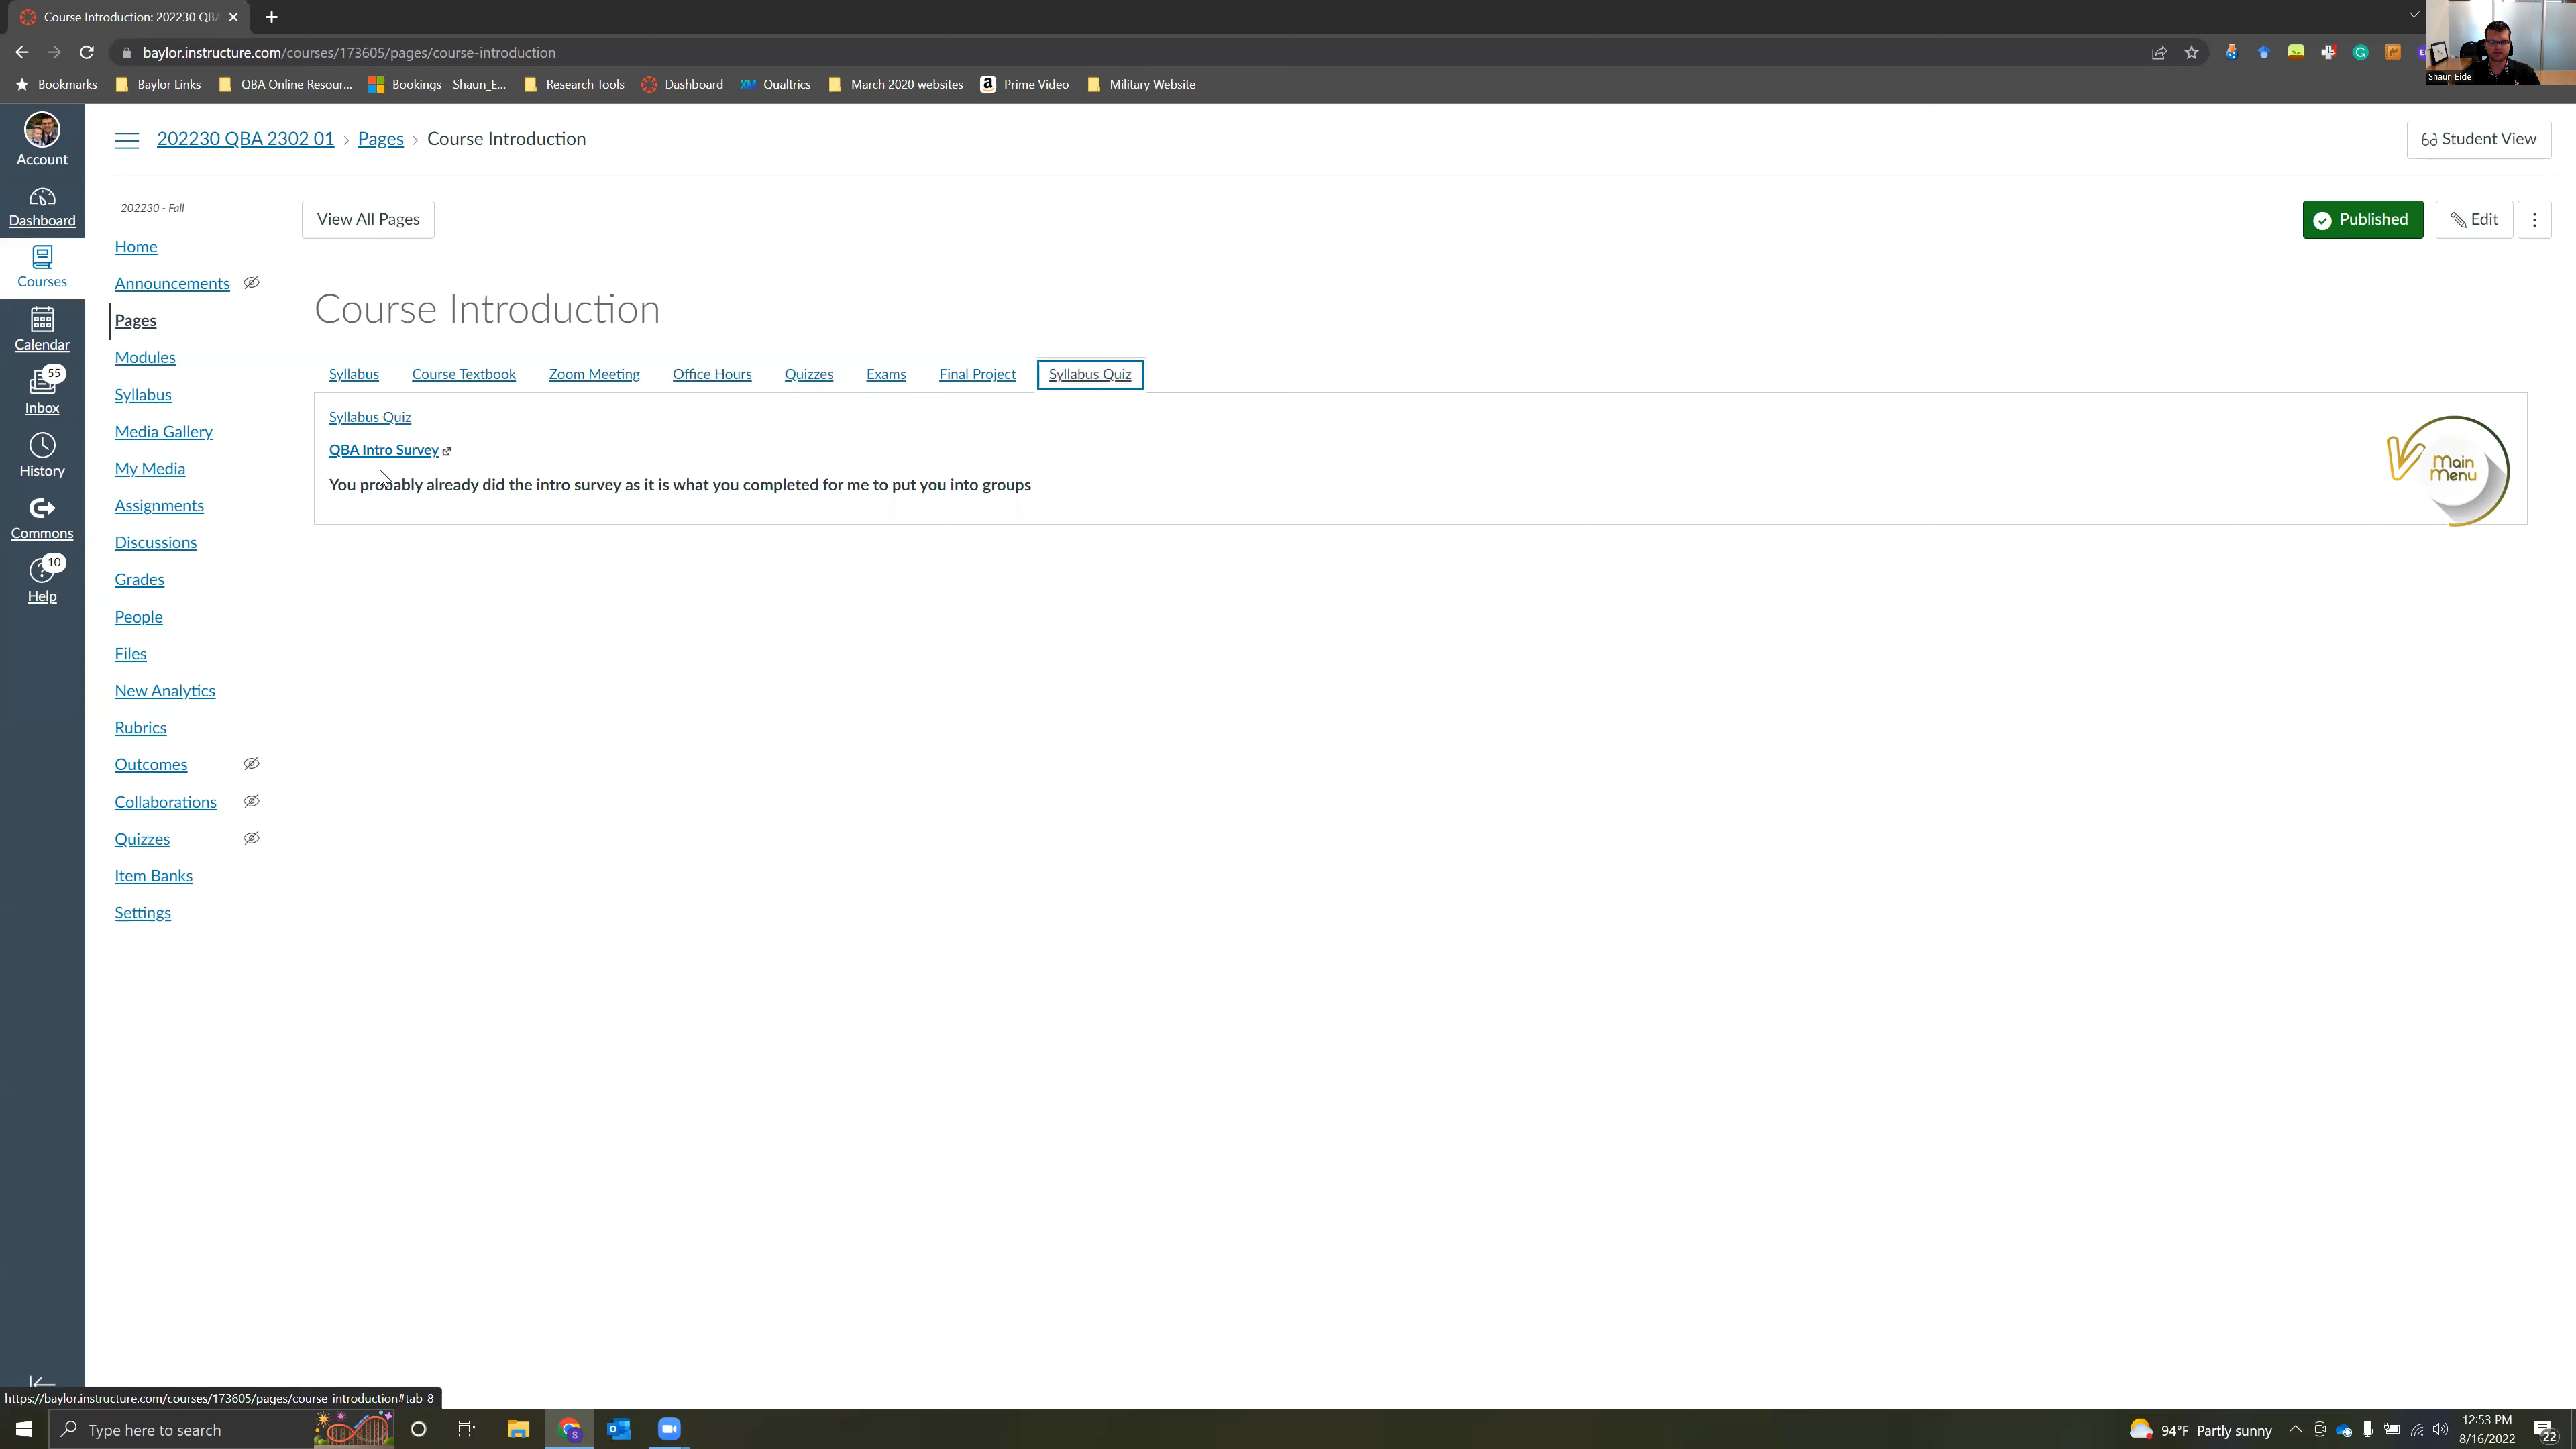 Course Introduction: 202230 QB
baylor.instructure.com/courses/173605/pages/course-introduction
Shaun Eide
Bookmarks Baylor Links QBA Online Resour... Bookings - Shaun_E... Research Tools Dashboard Qualtrics March 2020 websites Prime Video Military Website
Account
Dashboard
Courses
Calendar
55
Inbox
History
Commons
10
Help
202230 QBA 2302 01 › Pages › Course Introduction
Student View
202230 - Fall
Home
Announcements
Pages
Modules
Syllabus
Media Gallery
My Media
Assignments
Discussions
Grades
People
Files
New Analytics
Rubrics
Outcomes
Collaborations
Quizzes
Item Banks
Settings
View All Pages
Published
Edit
Course Introduction
Syllabus Course Textbook Zoom Meeting Office Hours Quizzes Exams Final Project Syllabus Quiz
Syllabus Quiz
QBA Intro Survey
You probably already did the intro survey as it is what you completed for me to put you into groups
Main
Menu
https://baylor.instructure.com/courses/173605/pages/course-introduction#tab-8
Type here to search
94°F Partly sunny
12:53 PM
8/16/2022
22